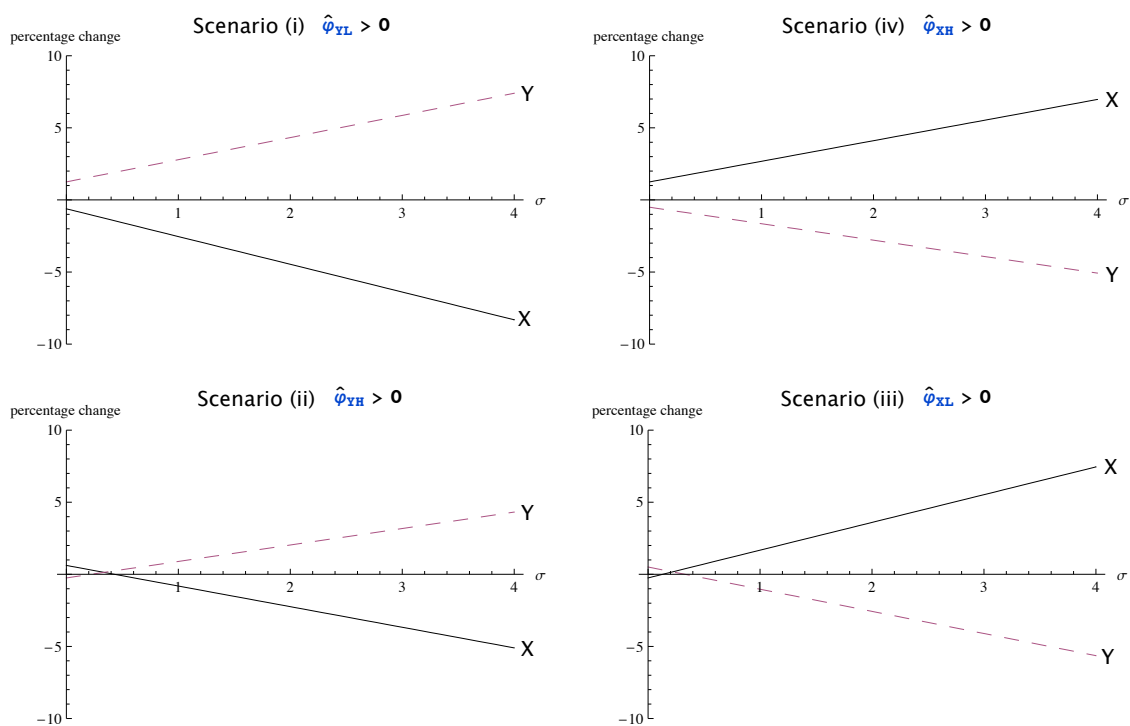 Scenario (i) φ̂YL > 0
percentage change
10
5
−5
−10
1 2 3 4 σ
Y
X
Scenario (iv) φ̂XH > 0
percentage change
10
5
−5
−10
1 2 3 4 σ
X
Y
Scenario (ii) φ̂YH > 0
percentage change
10
5
−5
−10
1 2 3 4 σ
Y
X
Scenario (iii) φ̂XL > 0
percentage change
10
5
−5
−10
1 2 3 4 σ
X
Y